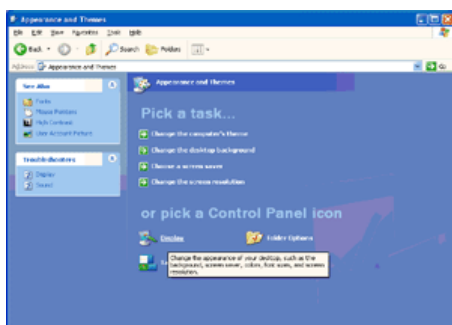 Appearance and Themes
File Edit View Favorites Tools Help
Back Search Folders
Address Appearance and Themes Go
See Also
Fonts
Mouse Pointers
High Contrast
User Account Picture
Troubleshooters
Display
Sound
Appearance and Themes
Pick a task...
Change the computer's theme
Change the desktop background
Choose a screen saver
Change the screen resolution
or pick a Control Panel icon
Display Folder Options
Change the appearance of your desktop, such as the
background, screen saver, colors, font sizes, and screen
resolution.